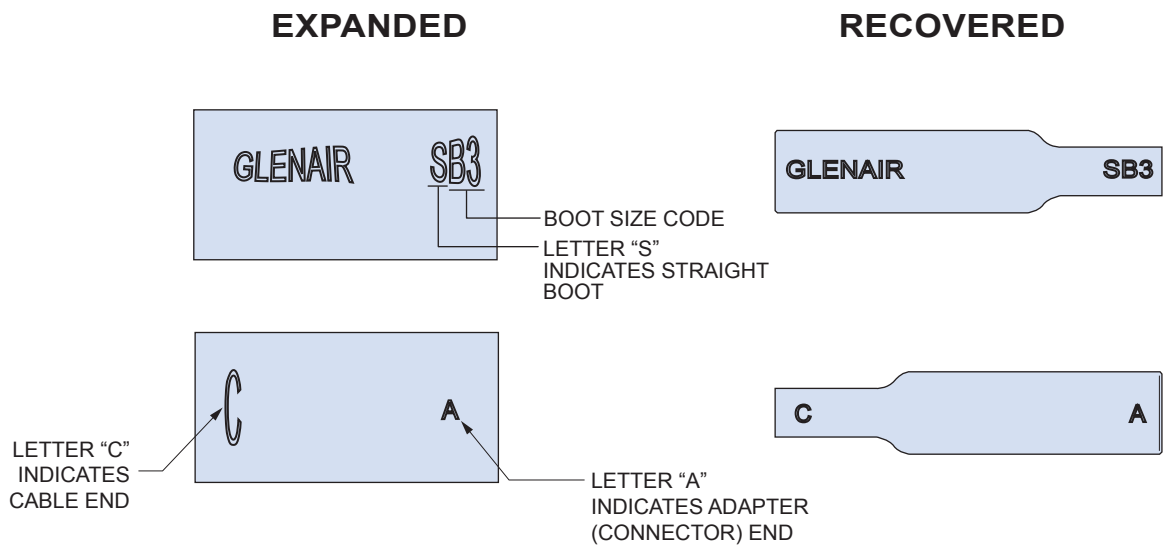 EXPANDED
RECOVERED
GLENAIR
SB3
GLENAIR
SB3
BOOT SIZE CODE
LETTER “S”
INDICATES STRAIGHT
BOOT
C
A
C
A
LETTER “C”
INDICATES
CABLE END
LETTER “A”
INDICATES ADAPTER
(CONNECTOR) END